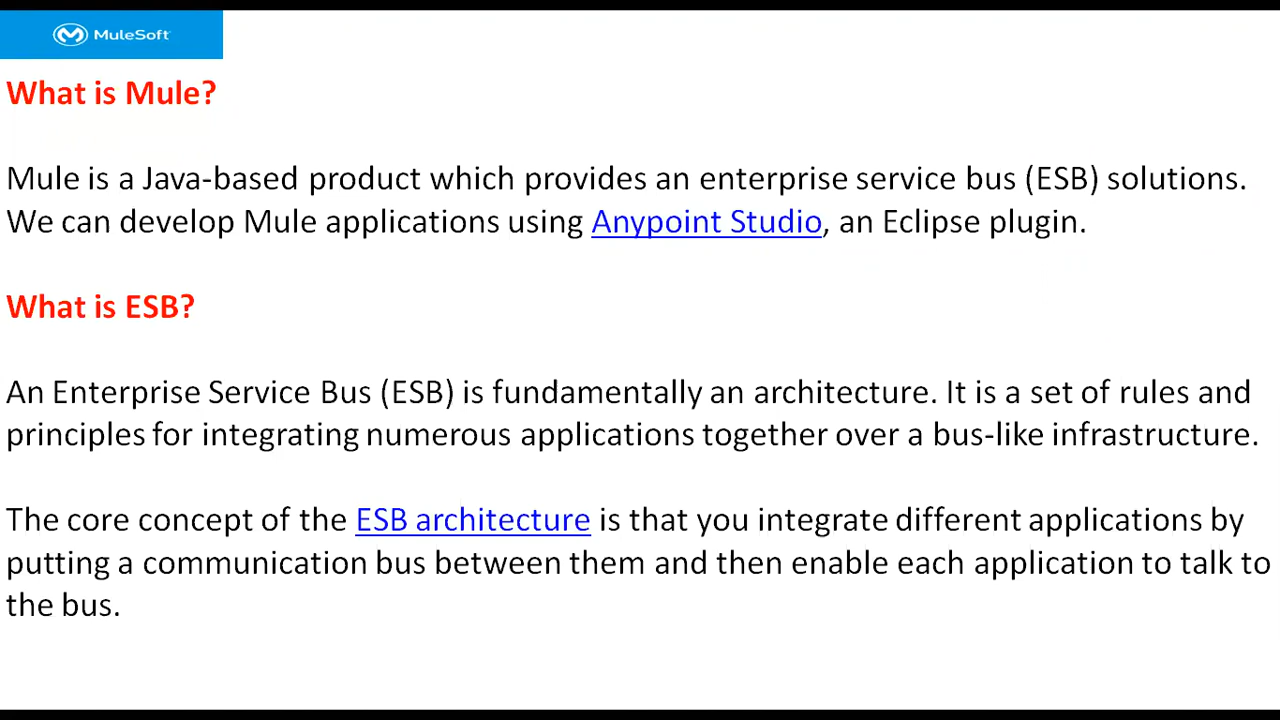 MuleSoft
What is Mule?
Mule is a Java-based product which provides an enterprise service bus (ESB) solutions.
We can develop Mule applications using Anypoint Studio, an Eclipse plugin.
What is ESB?
An Enterprise Service Bus (ESB) is fundamentally an architecture. It is a set of rules and
principles for integrating numerous applications together over a bus-like infrastructure.
The core concept of the ESB architecture is that you integrate different applications by
putting a communication bus between them and then enable each application to talk to
the bus.